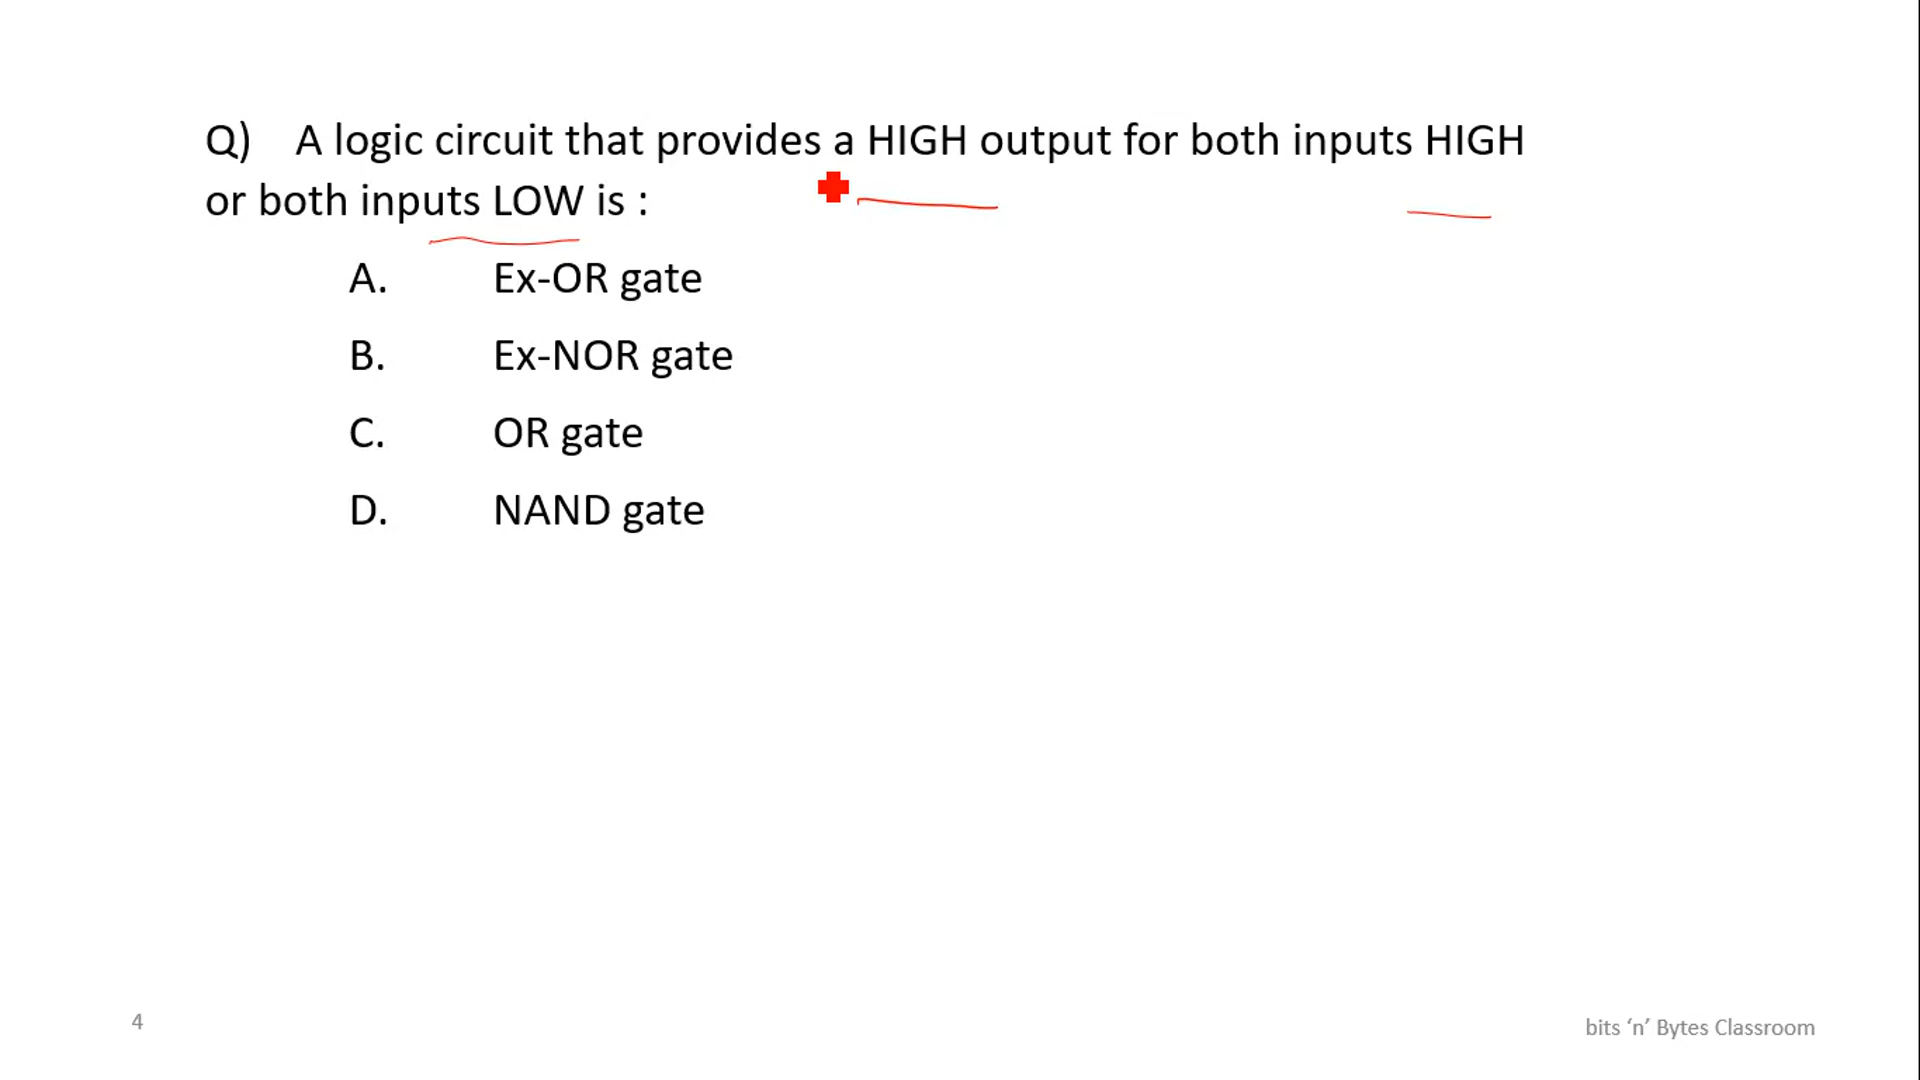 Q) A logic circuit that provides a HIGH output for both inputs HIGH
or both inputs LOW is :
A. Ex-OR gate
B. Ex-NOR gate
C. OR gate
D. NAND gate
4
bits ‘n’ Bytes Classroom